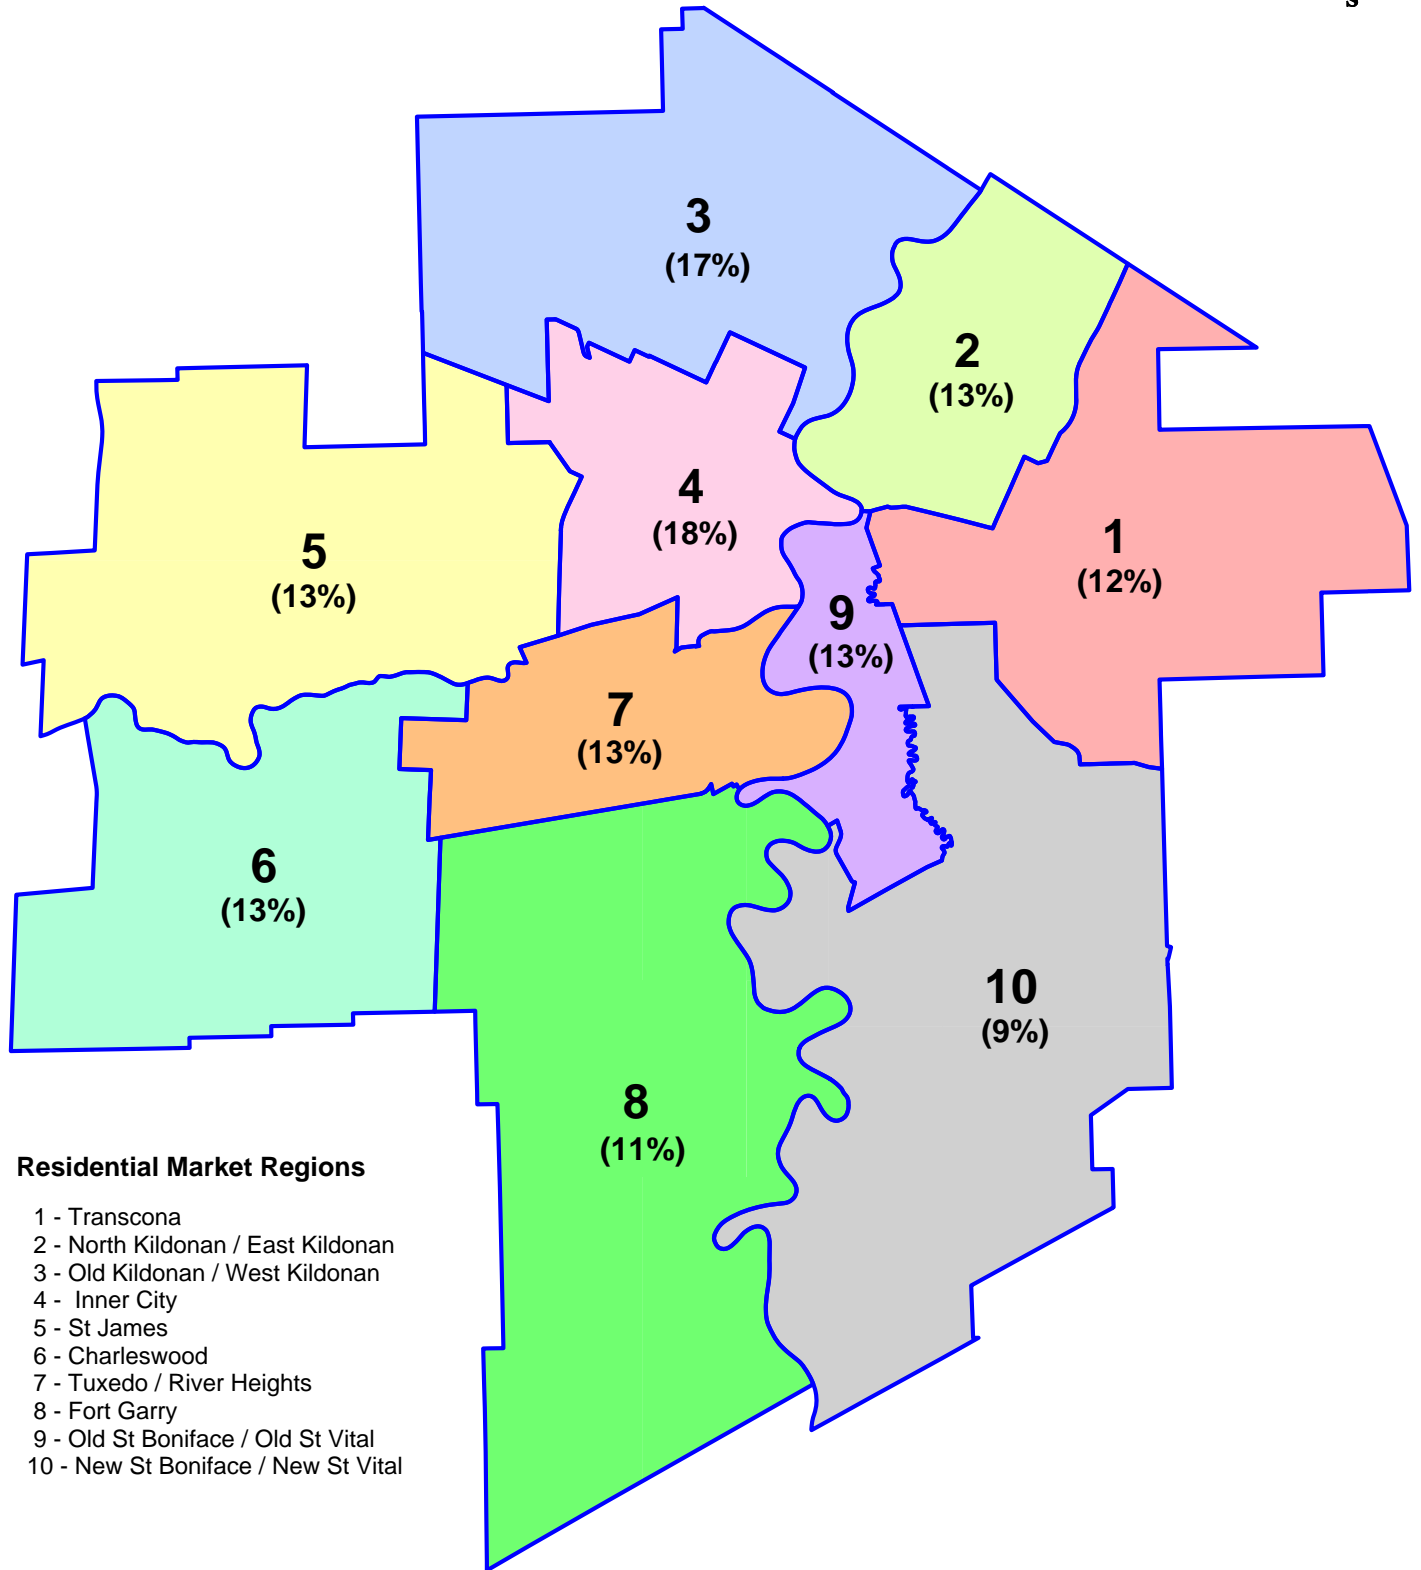 s
3
(17%)
2
(13%)
4
(18%)
1
(12%)
5
(13%)
9
(13%)
7
(13%)
6
(13%)
10
(9%)
8
(11%)
Residential Market Regions
1 - Transcona
2 - North Kildonan / East Kildonan
3 - Old Kildonan / West Kildonan
4 - Inner City
5 - St James
6 - Charleswood
7 - Tuxedo / River Heights
8 - Fort Garry
9 - Old St Boniface / Old St Vital
10 - New St Boniface / New St Vital